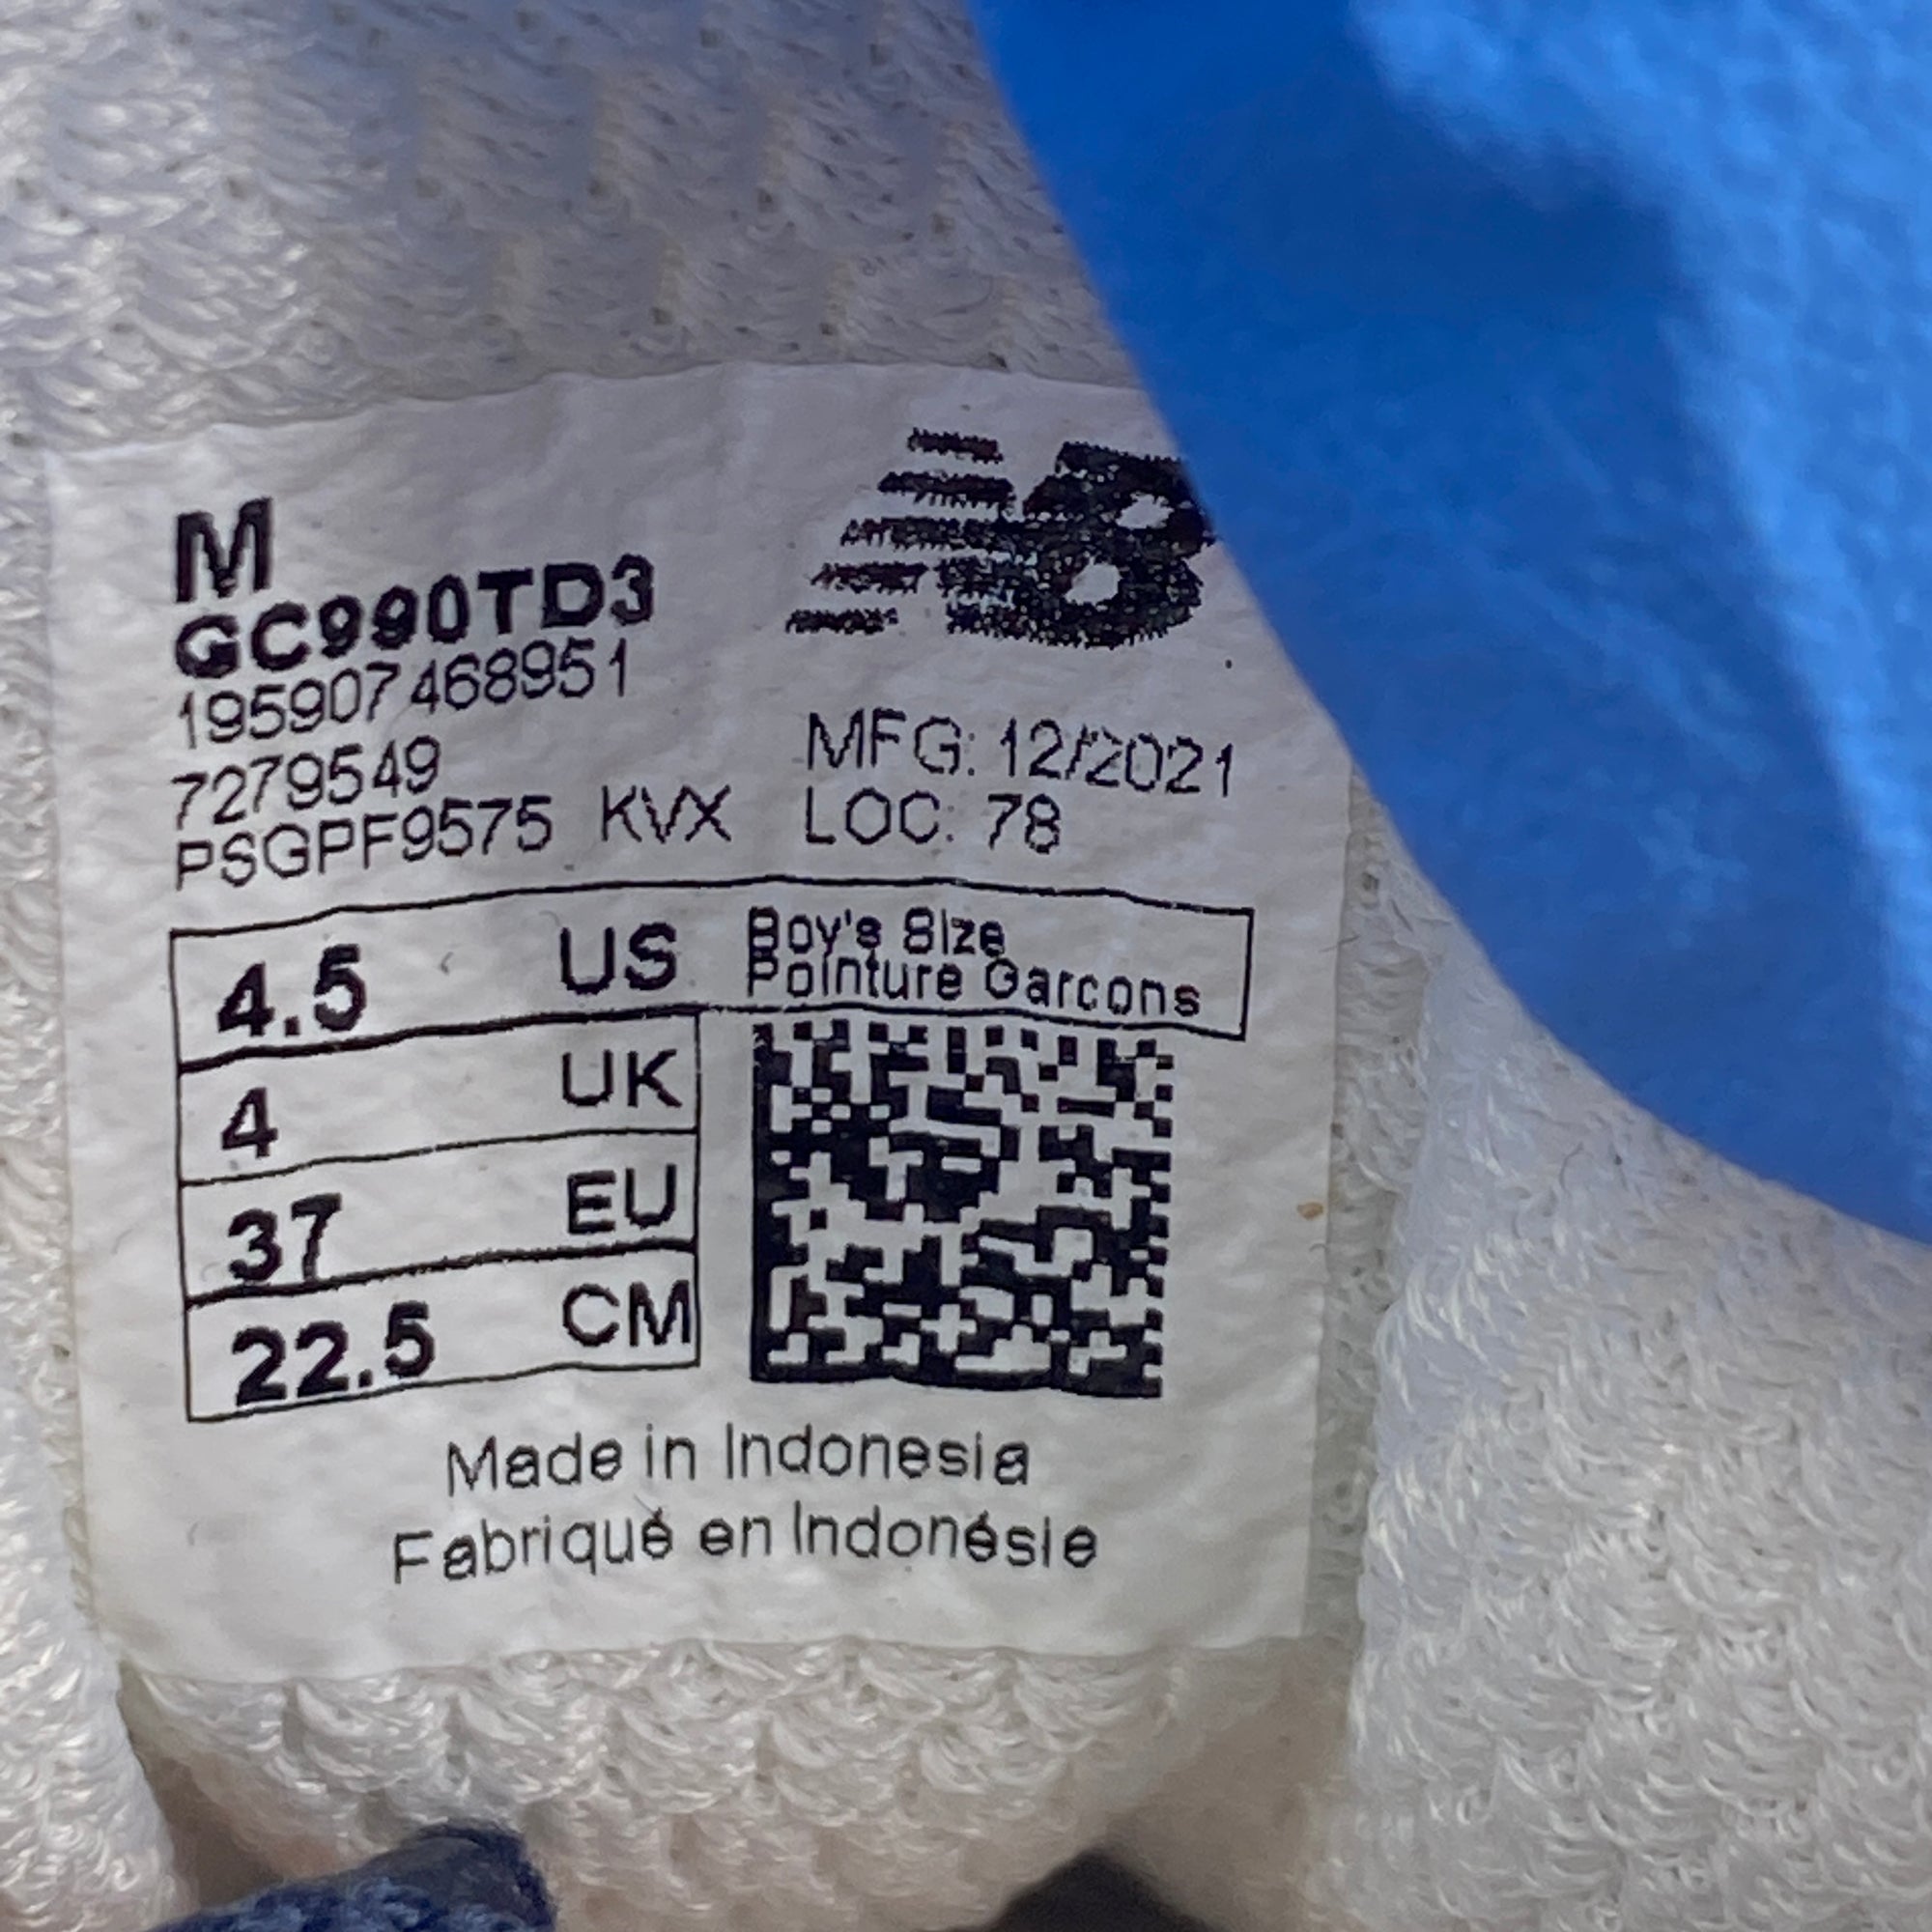 M
GC990TD3
195907468951
7279549
PSGPF9575 KVX
MFG: 12/2021
LOC: 78
4.5 US
Boy's Size
Pointure Garcons
4 UK
37 EU
22.5 CM
Made in Indonesia
Fabriqué en Indonésie